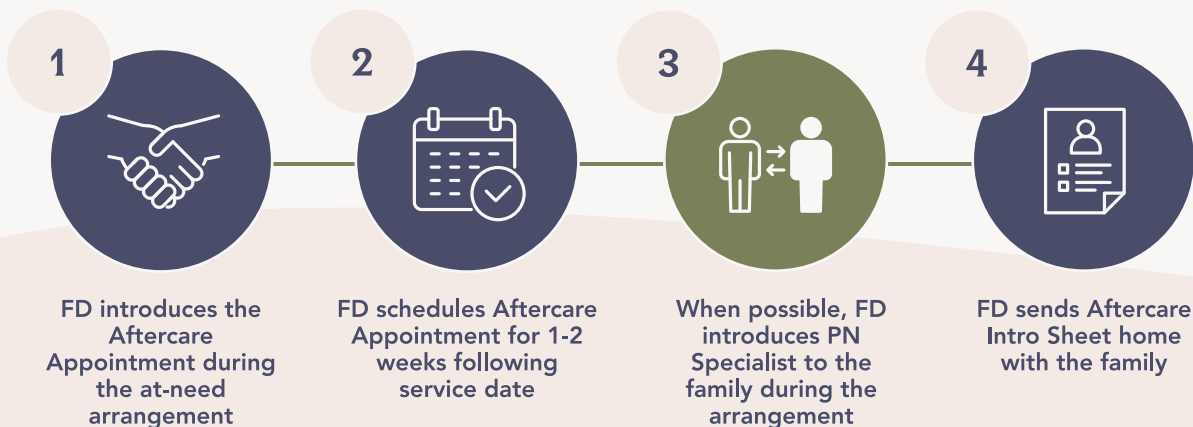 1
FD introduces the
Aftercare
Appointment during
the at-need
arrangement
2
FD schedules Aftercare
Appointment for 1-2
weeks following
service date
3
When possible, FD
introduces PN
Specialist to the
family during the
arrangement
4
FD sends Aftercare
Intro Sheet home
with the family